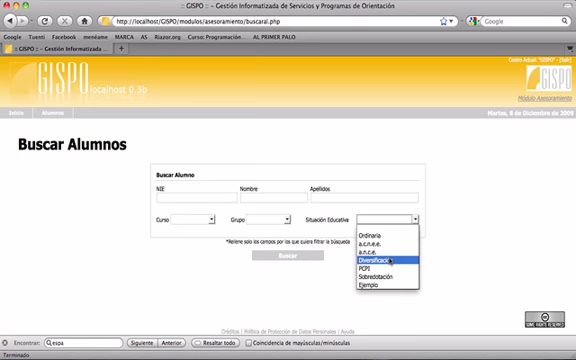 :: GISPO :: - Gestión Informatizada de Servicios y Programas de Orientación
http://localhost/GISPO/modulos/asesoramiento/buscaral.php
Google
Google Tuenti Facebook menéame MARCA AS Riazor.org Curso: Programación... AL PRIMER PALO
:: GISPO :: - Gestión Informatizada ...
GISPO localhost 0.3b
Centro Actual: "GISPO" - [Salir]
GISPO
Módulo Asesoramiento
Inicio Alumnos
Martes, 8 de Diciembre de 2009
Buscar Alumnos
Buscar Alumno
NIE Nombre Apellidos
Curso Grupo Situación Educativa
*Rellene solo los campos por los que quiera filtrar la búsqueda
Buscar
Ordinaria
a.c.n.e.e.
a.n.c.e.
Diversificación
PCPI
Sobredotación
Ejemplo
Créditos | Política de Protección de Datos Personales | Ayuda
SOME RIGHTS RESERVED
Encontrar: espa Siguiente Anterior Resaltar todo Coincidencia de mayúsculas/minúsculas
Terminado